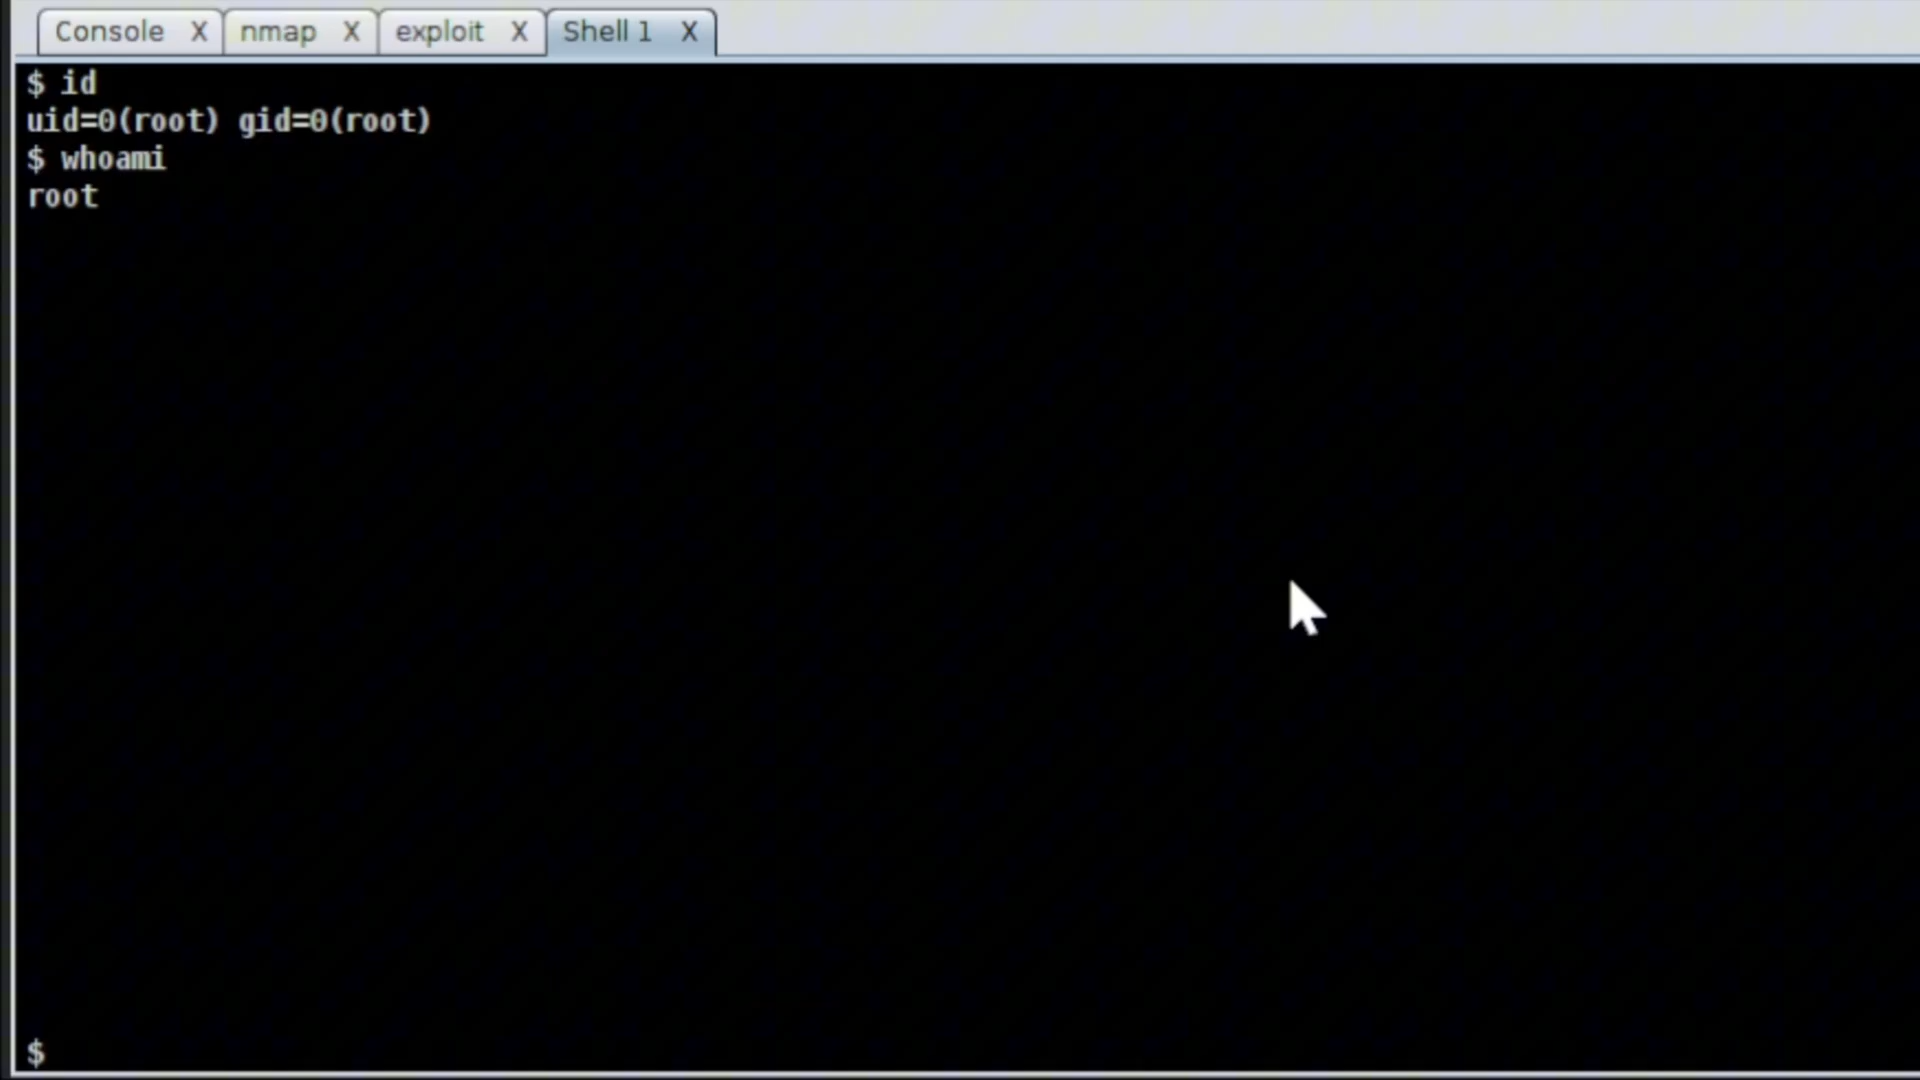 Console X nmap X exploit X Shell 1 X
$ id
uid=0(root) gid=0(root)
$ whoami
root
$